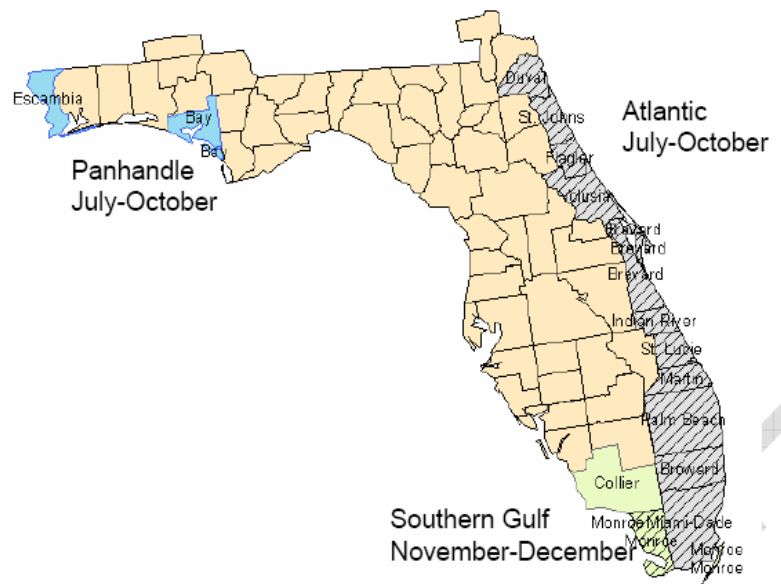 Duval
Escambia
Bay
St. Johns
Atlantic
July-October
Bay
Flagler
Panhandle
July-October
Volusia
Brevard
Brevard
Brevard
Indian River
St. Lucie
Martin
Palm Beach
Broward
Collier
Southern Gulf
November-December
Monroe
Miami-Dade
Monroe
Monroe
Monroe